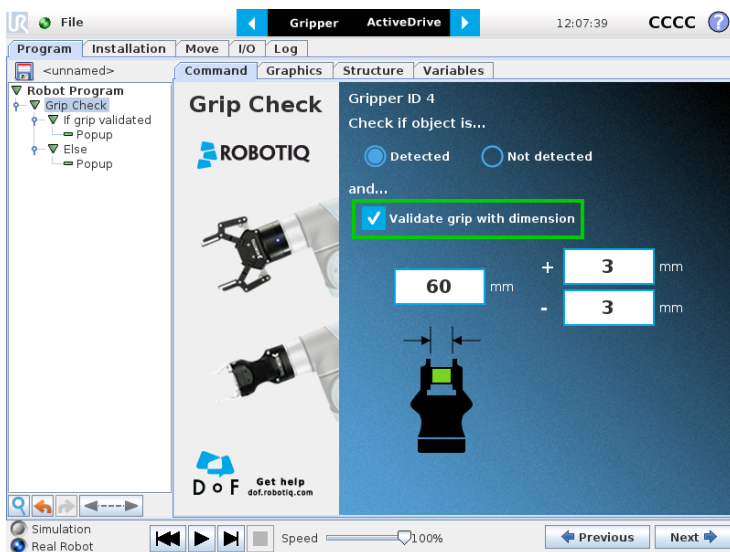 UR File Gripper ActiveDrive 12:07:39 CCCC ?
Program Installation Move I/O Log
<unnamed> Command Graphics Structure Variables
Robot Program
Grip Check
If grip validated
Popup
Else
Popup
Grip Check
ROBOTIQ
DoF Get help
dof.robotiq.com
Gripper ID 4
Check if object is...
Detected Not detected
and...
Validate grip with dimension
60 mm
+ 3 mm
- 3 mm
Simulation
Real Robot
Speed 100% Previous Next